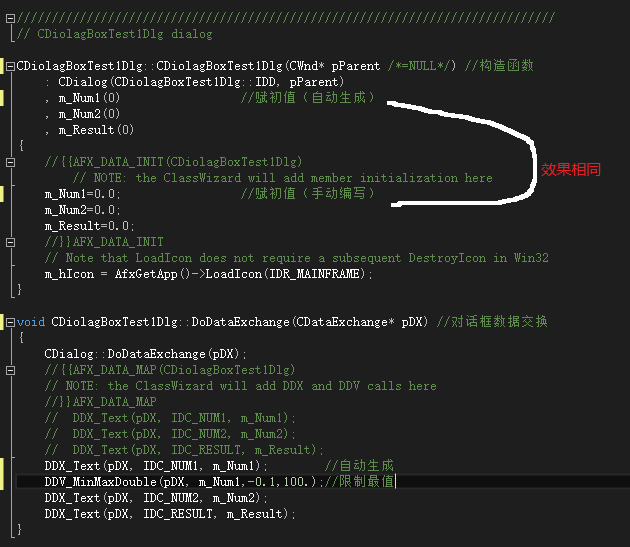 ////////////////////////////////////////////////////////////////////////////
// CDiolagBoxTest1Dlg dialog
CDiolagBoxTest1Dlg::CDiolagBoxTest1Dlg(CWnd* pParent /*=NULL*/) //构造函数
: CDialog(CDiolagBoxTest1Dlg::IDD, pParent)
, m_Num1(0) //赋初值（自动生成）
, m_Num2(0)
, m_Result(0)
{
//{{AFX_DATA_INIT(CDiolagBoxTest1Dlg)
// NOTE: the ClassWizard will add member initialization here
效果相同
m_Num1=0.0; //赋初值（手动编写）
m_Num2=0.0;
m_Result=0.0;
//}}AFX_DATA_INIT
// Note that LoadIcon does not require a subsequent DestroyIcon in Win32
m_hIcon = AfxGetApp()->LoadIcon(IDR_MAINFRAME);
}
void CDiolagBoxTest1Dlg::DoDataExchange(CDataExchange* pDX) //对话框数据交换
{
CDialog::DoDataExchange(pDX);
//{{AFX_DATA_MAP(CDiolagBoxTest1Dlg)
// NOTE: the ClassWizard will add DDX and DDV calls here
//}}AFX_DATA_MAP
// DDX_Text(pDX, IDC_NUM1, m_Num1);
// DDX_Text(pDX, IDC_NUM2, m_Num2);
// DDX_Text(pDX, IDC_RESULT, m_Result);
DDX_Text(pDX, IDC_NUM1, m_Num1); //自动生成
DDV_MinMaxDouble(pDX, m_Num1,-0.1,100.);//限制最值
DDX_Text(pDX, IDC_NUM2, m_Num2);
DDX_Text(pDX, IDC_RESULT, m_Result);
}